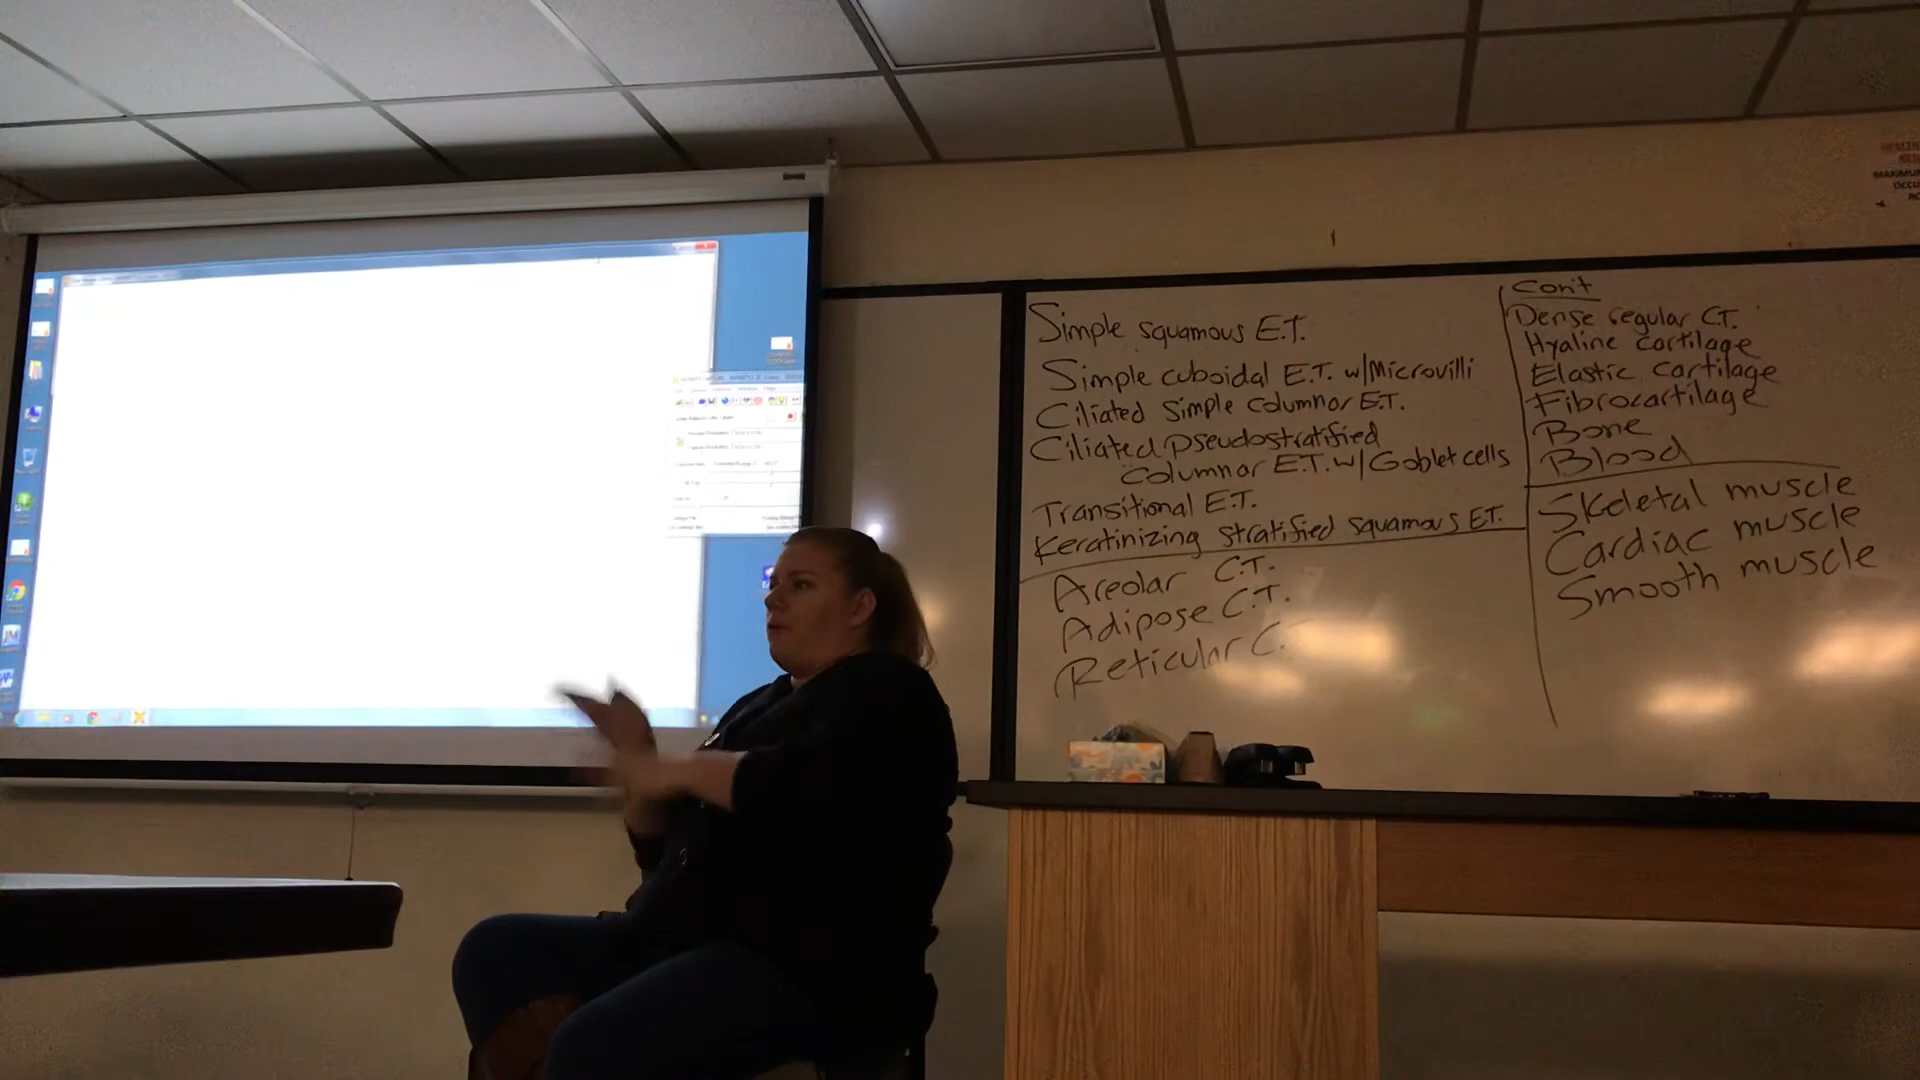 Simple squamous E.T.
Simple cuboidal E.T. w/Microvilli
Ciliated simple columnar E.T.
Ciliated pseudostratified
columnar E.T. w/Goblet cells
Transitional E.T.
Keratinizing stratified squamous E.T.
Areolar C.T.
Adipose C.T.
Reticular C.
Con't
Dense regular C.T.
Hyaline cartilage
Elastic cartilage
Fibrocartilage
Bone
Blood
Skeletal muscle
Cardiac muscle
Smooth muscle
MAXIMUM